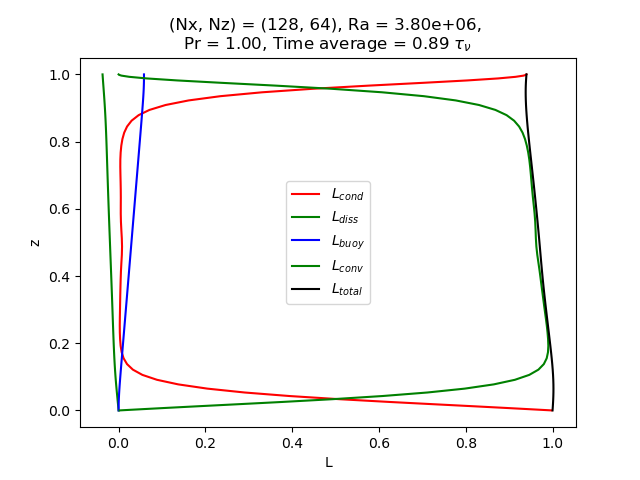 (Nx, Nz) = (128, 64), Ra = 3.80e+06,
Pr = 1.00, Time average = 0.89 τ_ν
1.0
0.8
0.6
0.4
0.2
0.0
z
L_cond
L_diss
L_buoy
L_conv
L_total
0.0 0.2 0.4 0.6 0.8 1.0
L